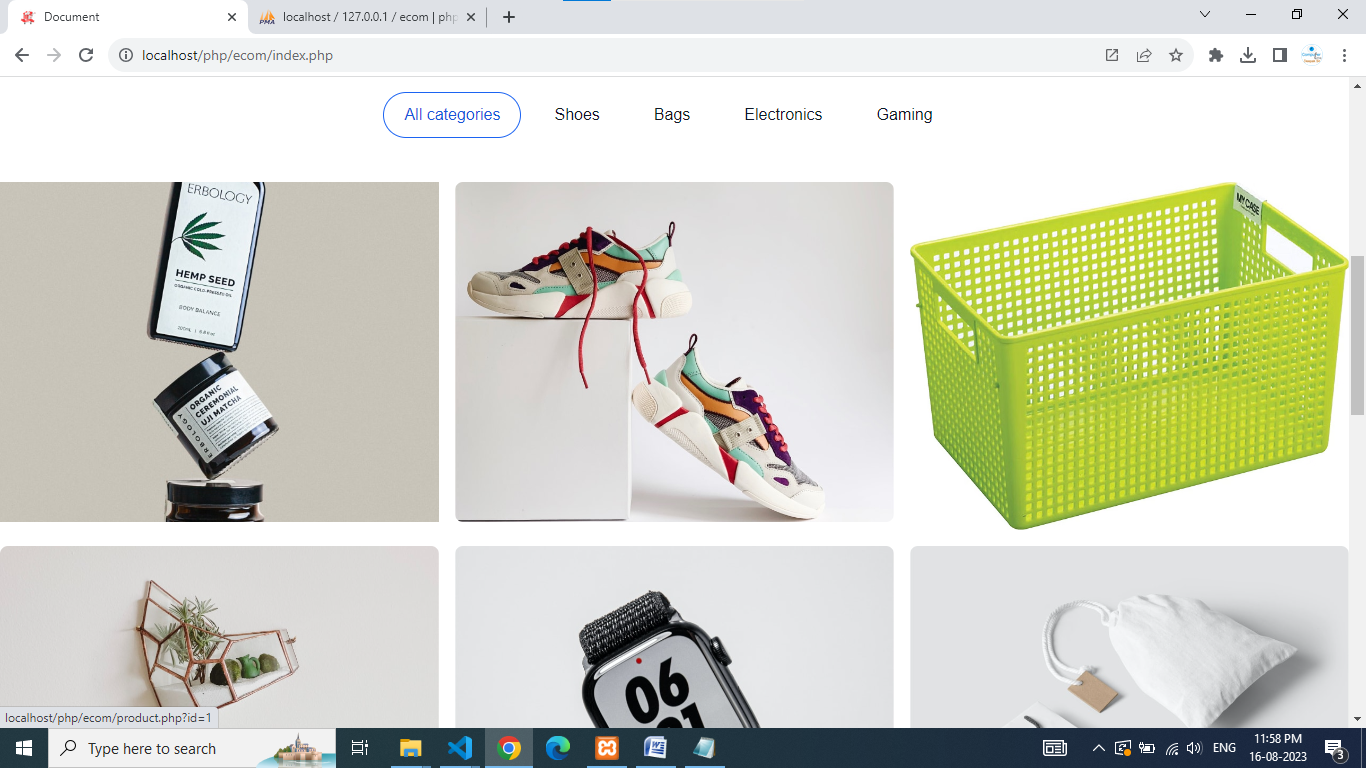 Document
localhost / 127.0.0.1 / ecom | php
localhost/php/ecom/index.php
All categories
Shoes
Bags
Electronics
Gaming
ERBOLOGY
HEMP SEED
ORGANIC COLD-PRESSED OIL
BODY BALANCE
ORGANIC
CEREMONIAL
UJI MATCHA
ERBOLOGY
MY CASE
06
localhost/php/ecom/product.php?id=1
Type here to search
ENG
11:58 PM
16-08-2023
3